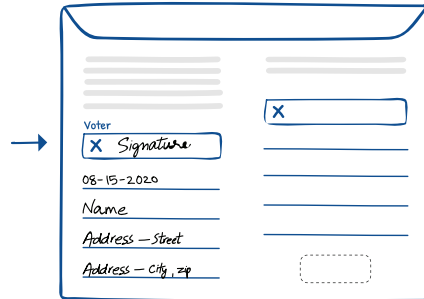 Voter
X Signature
08-15-2020
Name
Address – Street
Address – City, zip
X